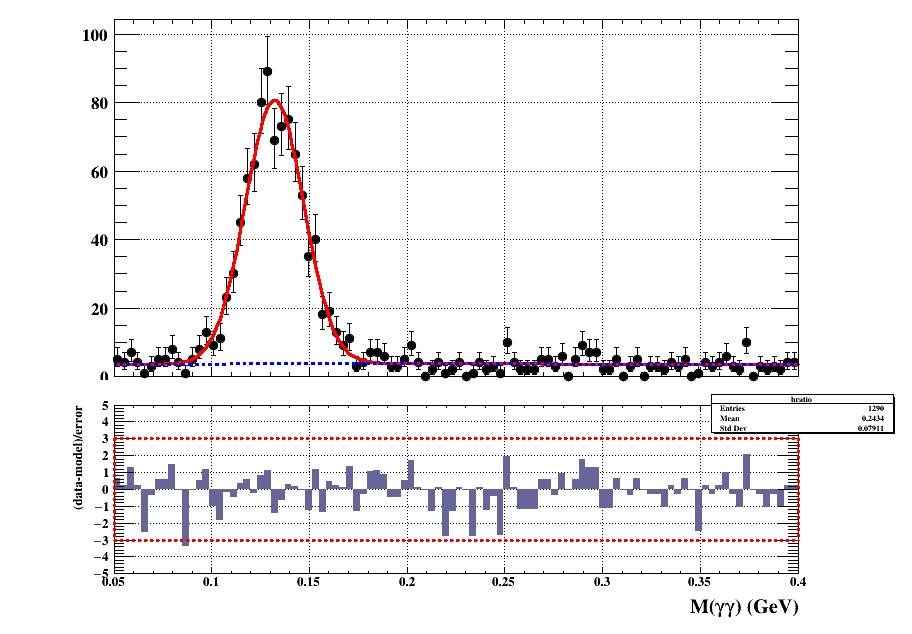 100
80
60
40
20
0
(data-model)/error
5
4
3
2
1
0
−1
−2
−3
−4
−5
hratio
Entries 1290
Mean 0.2434
Std Dev 0.07911
0.05 0.1 0.15 0.2 0.25 0.3 0.35 0.4
M(γγ) (GeV)